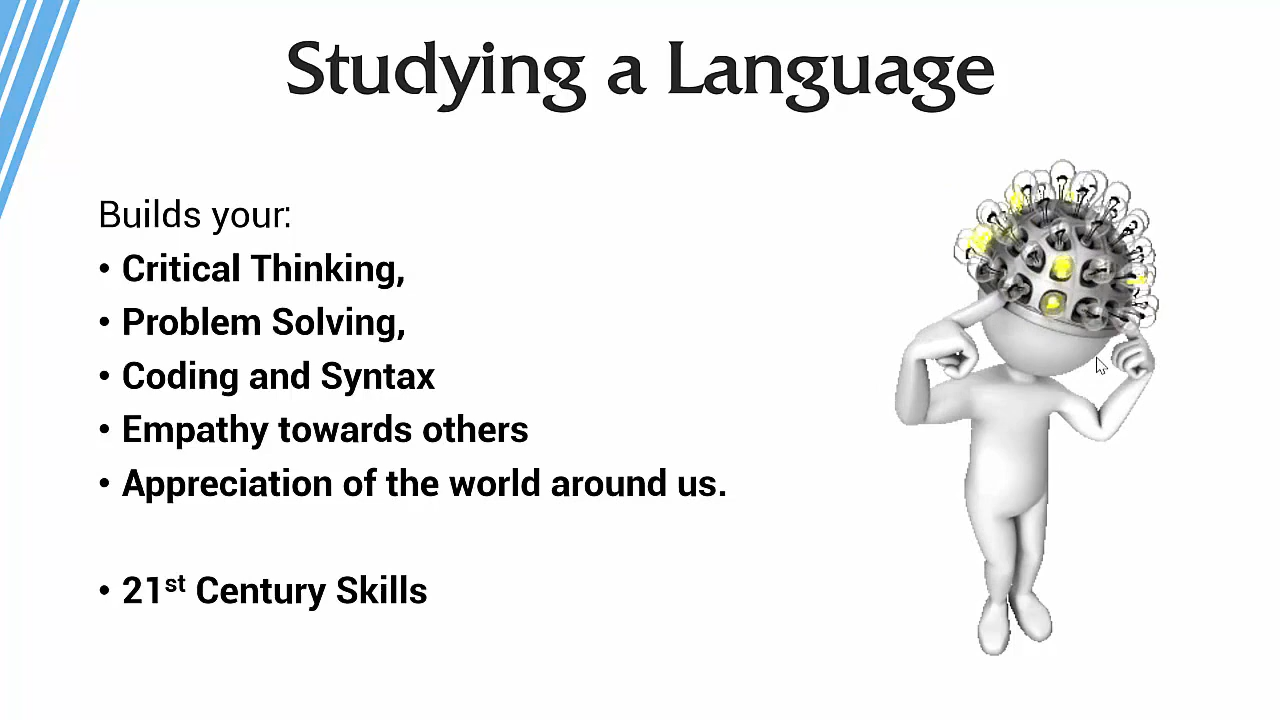 Studying a Language
Builds your:
• Critical Thinking,
• Problem Solving,
• Coding and Syntax
• Empathy towards others
• Appreciation of the world around us.
• 21st Century Skills